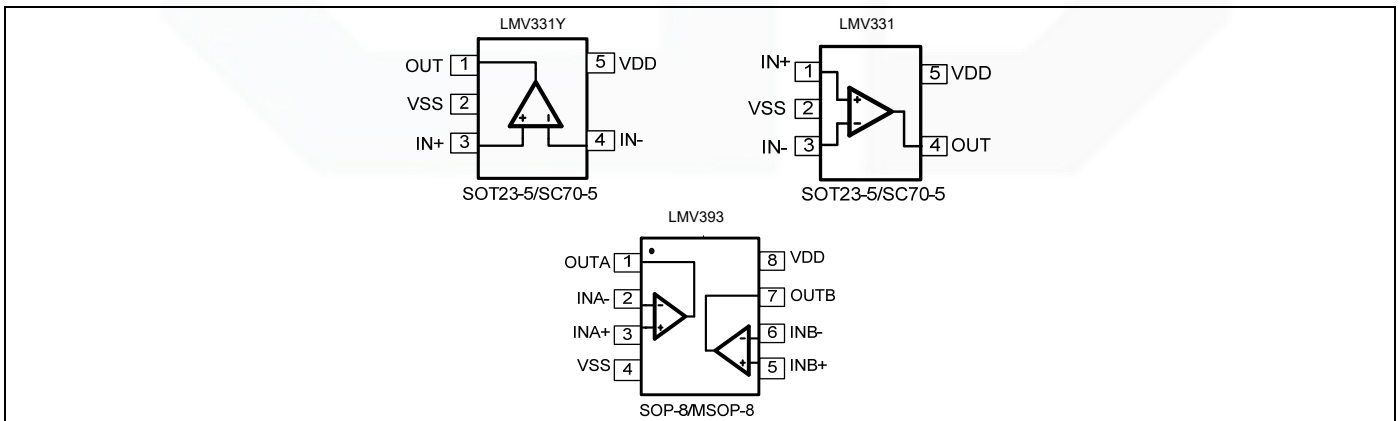 LMV331Y
OUT 1 5 VDD
VSS 2
IN+ 3 4 IN-
+ -
SOT23-5/SC70-5
LMV331
IN+ 1 5 VDD
VSS 2
IN- 3 4 OUT
+
-
SOT23-5/SC70-5
LMV393
OUTA 1 8 VDD
INA- 2 7 OUTB
INA+ 3 6 INB-
VSS 4 5 INB+
-
+
-
+
SOP-8/MSOP-8